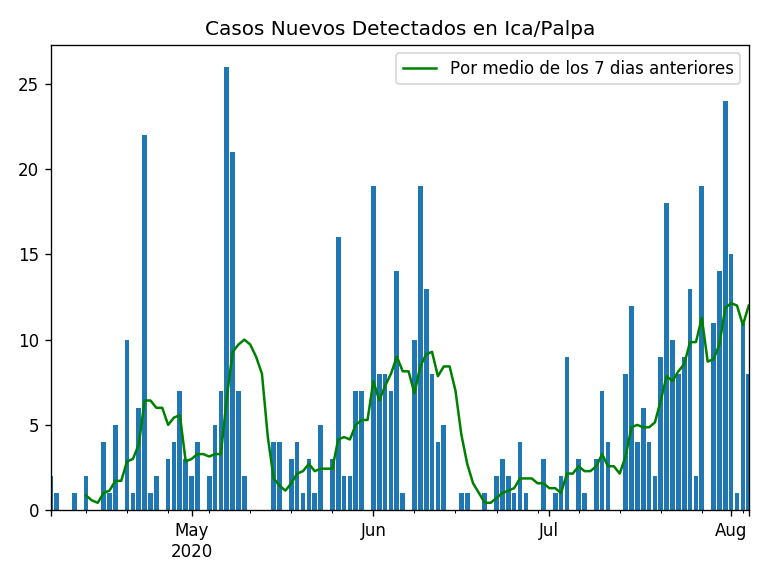 Casos Nuevos Detectados en Ica/Palpa
Por medio de los 7 dias anteriores
25
20
15
10
5
0
May
2020
Jun
Jul
Aug